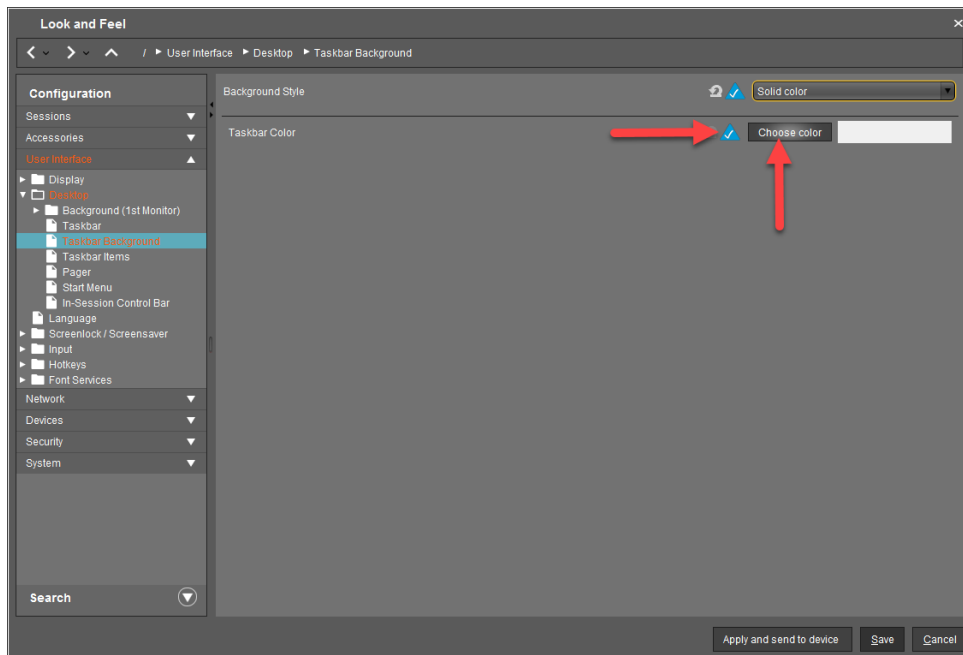 Look and Feel
/ User Interface Desktop Taskbar Background
Configuration
Sessions
Accessories
User Interface
Display
Desktop
Background (1st Monitor)
Taskbar
Taskbar Background
Taskbar Items
Pager
Start Menu
In-Session Control Bar
Language
Screenlock / Screensaver
Input
Hotkeys
Font Services
Network
Devices
Security
System
Search
Background Style
Solid color
Taskbar Color
Choose color
Apply and send to device
Save
Cancel